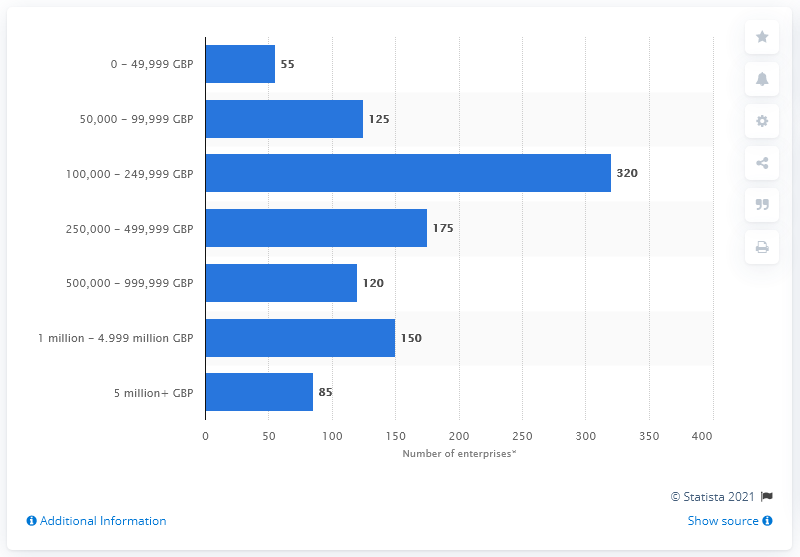 0 – 49,999 GBP 55
50,000 – 99,999 GBP 125
100,000 – 249,999 GBP 320
250,000 – 499,999 GBP 175
500,000 – 999,999 GBP 120
1 million – 4.999 million GBP 150
5 million+ GBP 85
0 50 100 150 200 250 300 350 400
Number of enterprises*
© Statista 2021
Additional Information Show source